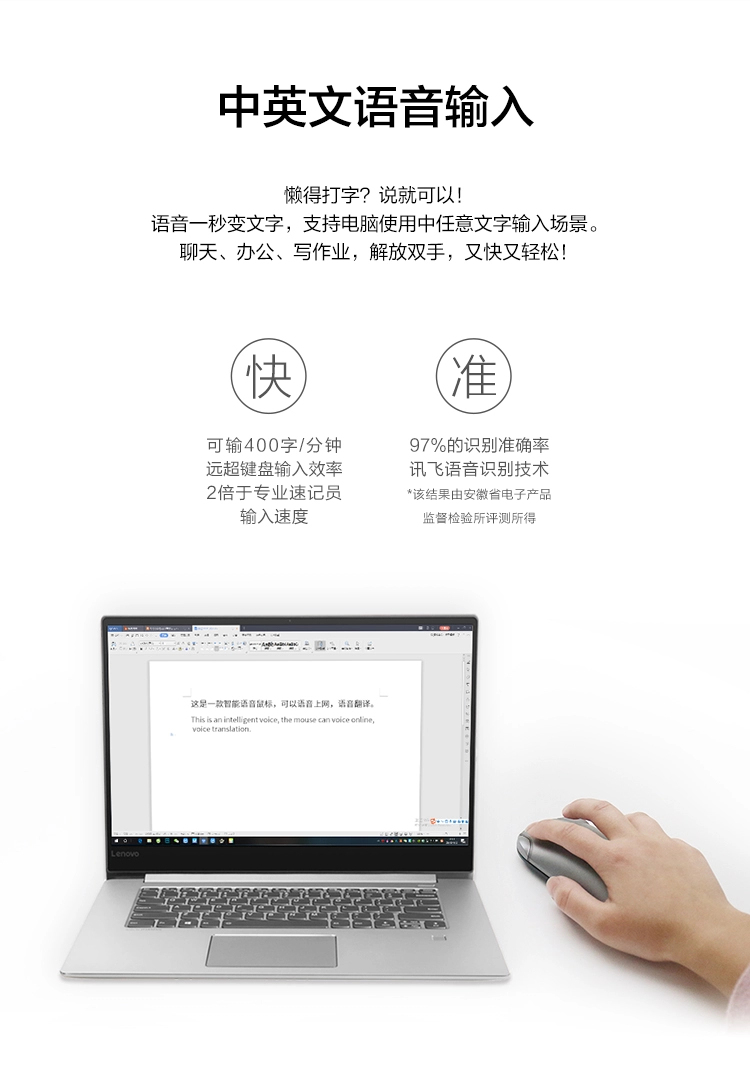 中英文语音输入
懒得打字？说就可以！
语音一秒变文字，支持电脑使用中任意文字输入场景。
聊天、办公、写作业，解放双手，又快又轻松！
快
准
可输400字/分钟
远超键盘输入效率
2倍于专业速记员
输入速度
97%的识别准确率
讯飞语音识别技术
*该结果由安徽省电子产品
监督检验所评测所得
这是一款智能语音鼠标，可以语音上网，语音翻译。
This is an intelligent voice, the mouse can voice online,
voice translation.
Lenovo